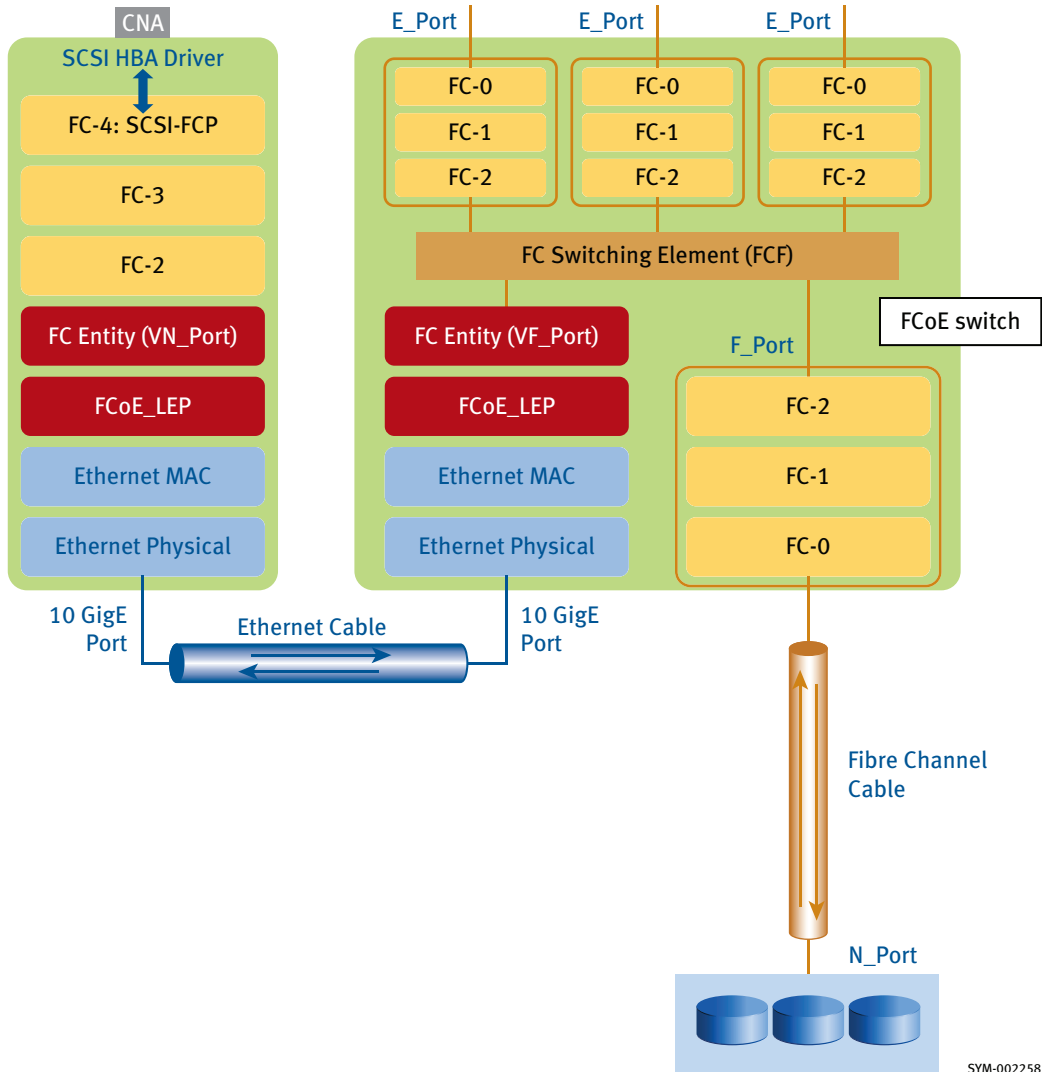 CNA
SCSI HBA Driver
FC-4: SCSI-FCP
FC-3
FC-2
FC Entity (VN_Port)
FCoE_LEP
Ethernet MAC
Ethernet Physical
10 GigE
Port
Ethernet Cable
10 GigE
Port
E_Port
E_Port
E_Port
FC-0
FC-1
FC-2
FC-0
FC-1
FC-2
FC-0
FC-1
FC-2
FC Switching Element (FCF)
FCoE switch
FC Entity (VF_Port)
FCoE_LEP
Ethernet MAC
Ethernet Physical
F_Port
FC-2
FC-1
FC-0
Fibre Channel
Cable
N_Port
SYM-002258